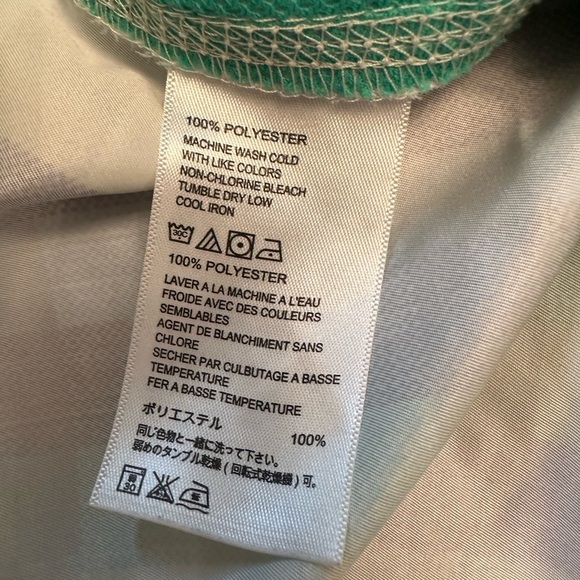 100% POLYESTER
MACHINE WASH COLD
WITH LIKE COLORS
NON-CHLORINE BLEACH
TUMBLE DRY LOW
COOL IRON
30C
100% POLYESTER
LAVER A LA MACHINE A L'EAU
FROIDE AVEC DES COULEURS
SEMBLABLES
AGENT DE BLANCHIMENT SANS
CHLORE
SECHER PAR CULBUTAGE A BASSE
TEMPERATURE
FER A BASSE TEMPERATURE
ポリエステル 100%
同じ色物と一緒に洗って下さい。
弱めのタンブル乾燥(回転式乾燥機)可
30 低